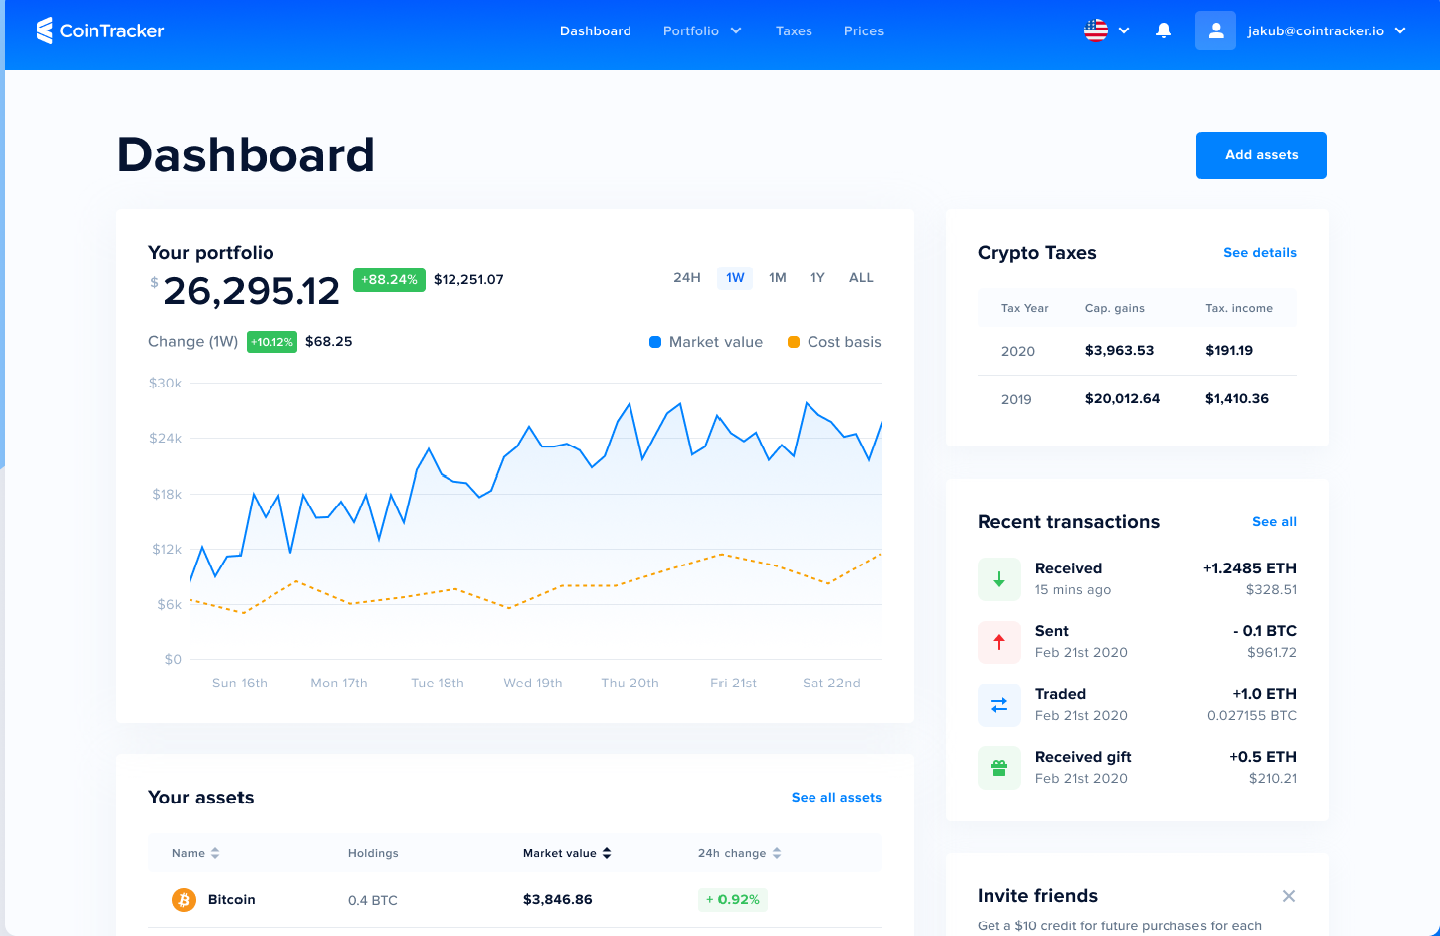 CoinTracker
Dashboard Portfolio Taxes Prices
jakub@cointracker.io
Dashboard
Add assets
Your portfolio
$ 26,295.12 +88.24% $12,251.07
24H 1W 1M 1Y ALL
Change (1W) +10.12% $68.25
Market value Cost basis
$30k
$24k
$18k
$12k
$6k
$0
Sun 16th Mon 17th Tue 18th Wed 19th Thu 20th Fri 21st Sat 22nd
Your assets
See all assets
Name Holdings Market value 24h change
Bitcoin 0.4 BTC $3,846.86 + 0.92%
Crypto Taxes
See details
Tax Year Cap. gains Tax. income
2020 $3,963.53 $191.19
2019 $20,012.64 $1,410.36
Recent transactions
See all
Received +1.2485 ETH
15 mins ago $328.51
Sent - 0.1 BTC
Feb 21st 2020 $961.72
Traded +1.0 ETH
Feb 21st 2020 0.027155 BTC
Received gift +0.5 ETH
Feb 21st 2020 $210.21
Invite friends
Get a $10 credit for future purchases for each